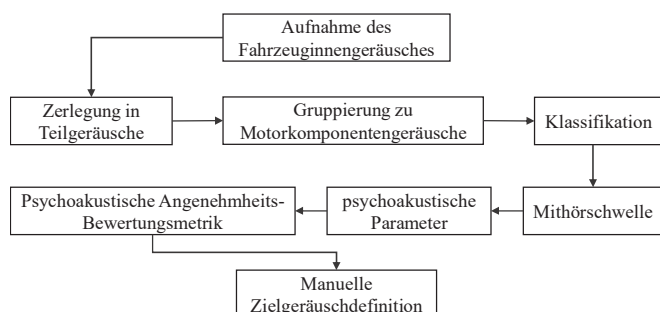 Aufnahme des
Fahrzeuginnengeräusches
Zerlegung in
Teilgeräusche
Gruppierung zu
Motorkomponentengeräusche
Klassifikation
Mithörschwelle
psychoakustische
Parameter
Psychoakustische Angenehmheits-
Bewertungsmetrik
Manuelle
Zielgeräuschdefinition